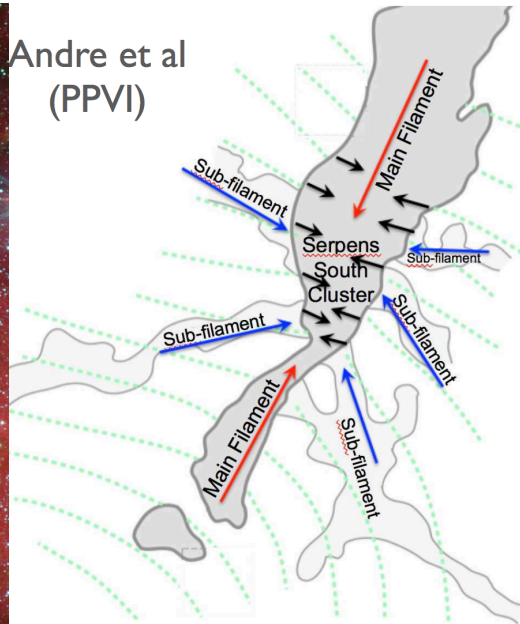 Andre et al
(PPVI)
Main Filament
Sub-filament
Serpens
South
Cluster
Sub-filament
Sub-filament
Sub-filament
Main Filament
Sub-filament